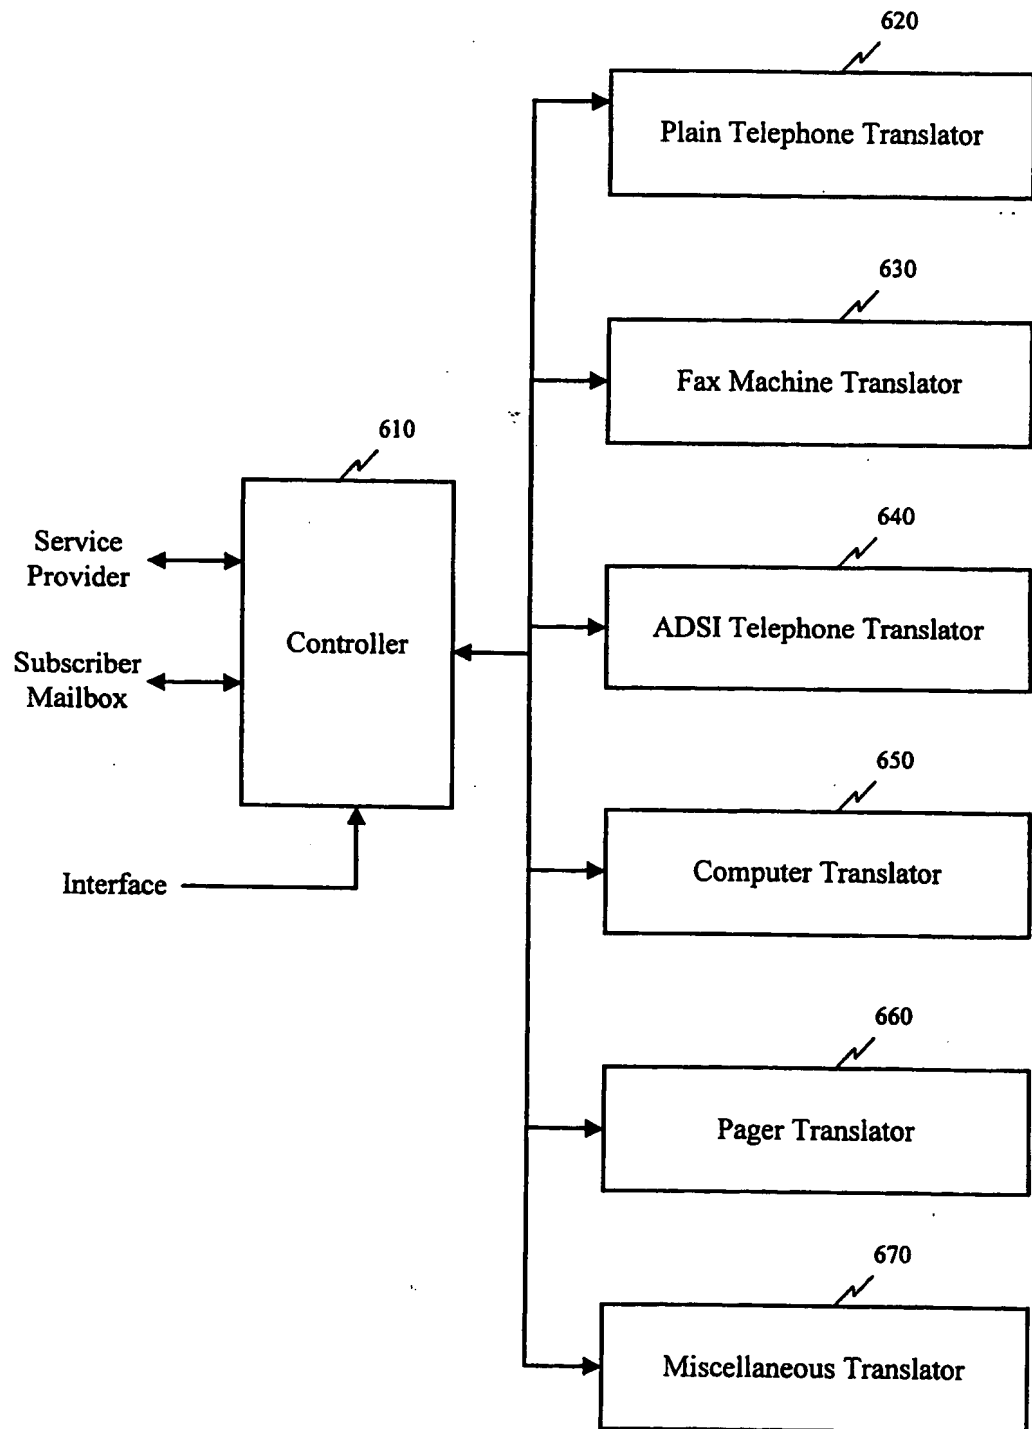 620
Plain Telephone Translator
630
Fax Machine Translator
610
Service
Provider
Subscriber
Mailbox
Controller
Interface
640
ADSI Telephone Translator
650
Computer Translator
660
Pager Translator
670
Miscellaneous Translator